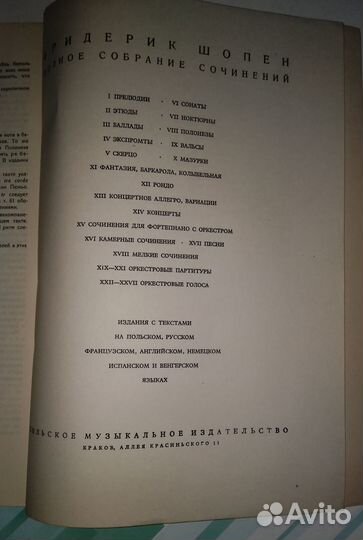 РИДЕРИК ШОПЕН
ЛНОЕ СОБРАНИЕ СОЧИНЕНИЙ
I ПРЕЛЮДИИ · VI СОНАТЫ
II ЭТЮДЫ · VII НОКТЮРНЫ
III БАЛЛАДЫ · VIII ПОЛОНЕЗЫ
IV ЭКСПРОМТЫ · IX ВАЛЬСЫ
V СКЕРЦО · X МАЗУРКИ
XI ФАНТАЗИЯ, БАРКАРОЛА, КОЛЫБЕЛЬНАЯ
XII РОНДО
XIII КОНЦЕРТНОЕ АЛЛЕГРО, ВАРИАЦИИ
XIV КОНЦЕРТЫ
XV СОЧИНЕНИЯ ДЛЯ ФОРТЕПИАНО С ОРКЕСТРОМ
XVI КАМЕРНЫЕ СОЧИНЕНИЯ · XVII ПЕСНИ
XVIII МЕЛКИЕ СОЧИНЕНИЯ
XIX—XXI ОРКЕСТРОВЫЕ ПАРТИТУРЫ
XXII—XXVII ОРКЕСТРОВЫЕ ГОЛОСА
ИЗДАНИЯ С ТЕКСТАМИ
НА ПОЛЬСКОМ, РУССКОМ
ФРАНЦУЗСКОМ, АНГЛИЙСКОМ, НЕМЕЦКОМ
ИСПАНСКОМ И ВЕНГЕРСКОМ
ЯЗЫКАХ
ЛЬСКОЕ МУЗЫКАЛЬНОЕ ИЗДАТЕЛЬСТВО
КРАКОВ, АЛЛЕЯ КРАСИНЬСКОГО 11
Avito